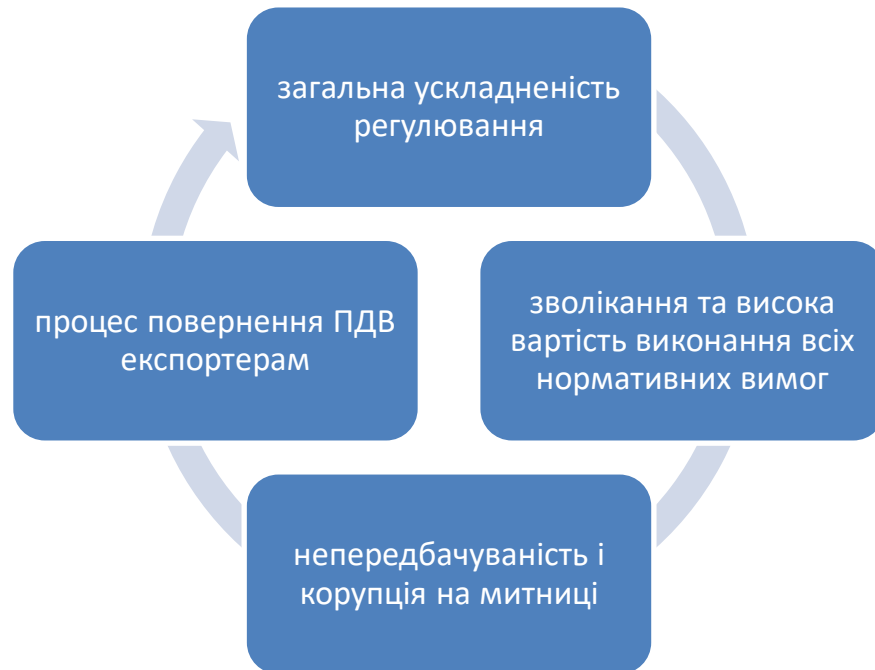 загальна ускладненість
регулювання
зволікання та висока
вартість виконання всіх
нормативних вимог
непередбачуваність і
корупція на митниці
процес повернення ПДВ
експортерам